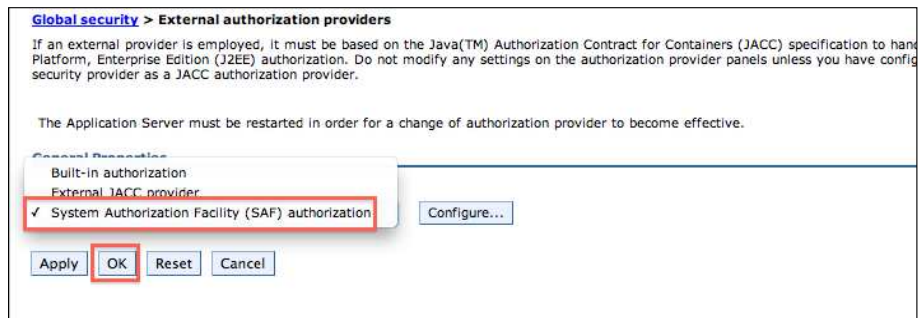 Global security > External authorization providers
If an external provider is employed, it must be based on the Java(TM) Authorization Contract for Containers (JACC) specification to
Platform, Enterprise Edition (J2EE) authorization. Do not modify any settings on the authorization provider panels unless you have
security provider as a JACC authorization provider.
The Application Server must be restarted in order for a change of authorization provider to become effective.
General Properties
Built-in authorization
External JACC provider
✓ System Authorization Facility (SAF) authorization
Configure...
Apply OK Reset Cancel